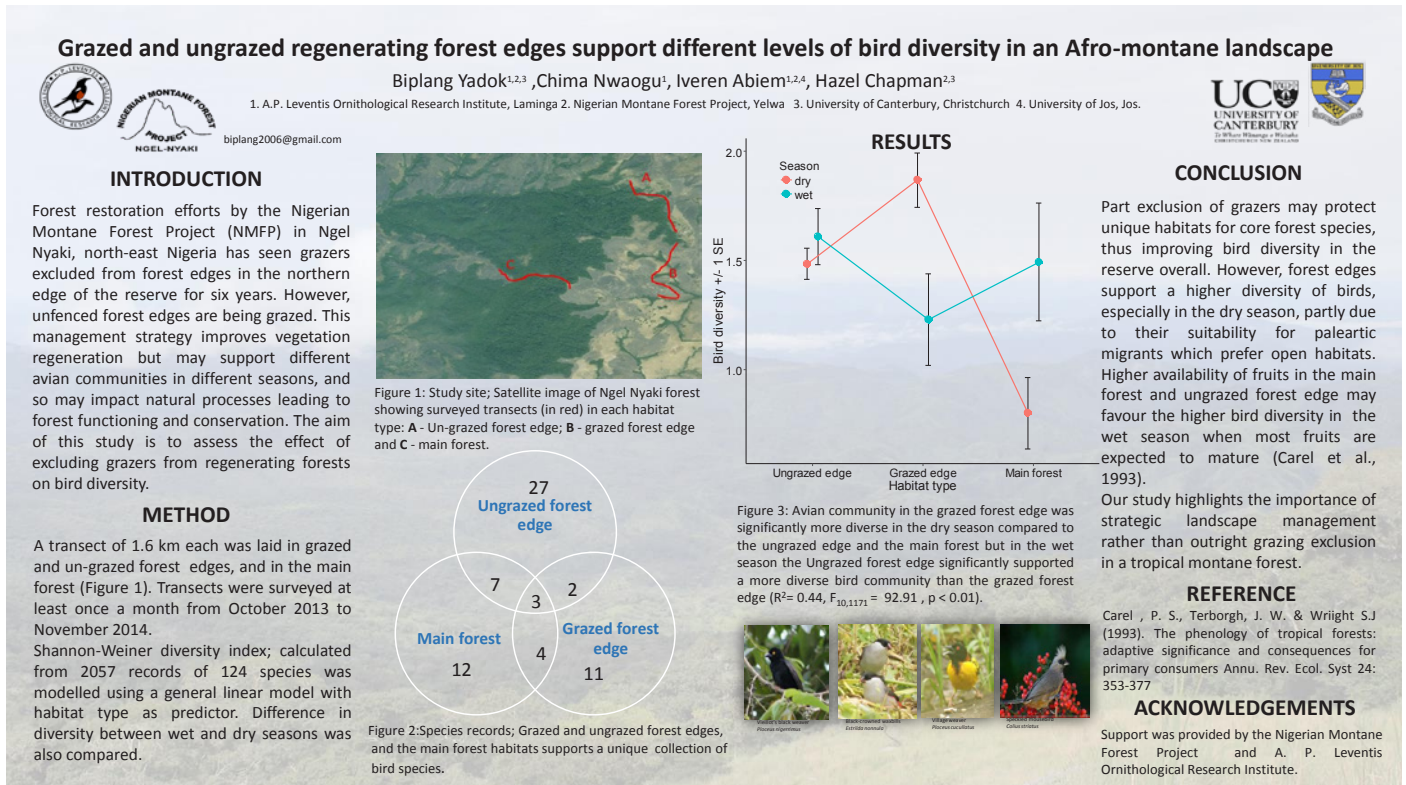 Grazed and ungrazed regenerating forest edges support different levels of bird diversity in an Afro-montane landscape
Biplang Yadok1,2,3 ,Chima Nwaogu1, Iveren Abiem1,2,4, Hazel Chapman2,3
1. A.P. Leventis Ornithological Research Institute, Laminga 2. Nigerian Montane Forest Project, Yelwa 3. University of Canterbury, Christchurch 4. University of Jos, Jos.
NIGERIAN MONTANE FOREST
PROJECT
NGEL-NYAKI
biplang2006@gmail.com
UC
UNIVERSITY OF
CANTERBURY
Te Whare Wānanga o Waitaha
CHRISTCHURCH NEW ZEALAND
INTRODUCTION
Forest restoration efforts by the Nigerian
Montane Forest Project (NMFP) in Ngel
Nyaki, north-east Nigeria has seen grazers
excluded from forest edges in the northern
edge of the reserve for six years. However,
unfenced forest edges are being grazed. This
management strategy improves vegetation
regeneration but may support different
avian communities in different seasons, and
so may impact natural processes leading to
forest functioning and conservation. The aim
of this study is to assess the effect of
excluding grazers from regenerating forests
on bird diversity.
METHOD
A transect of 1.6 km each was laid in grazed
and un-grazed forest edges, and in the main
forest (Figure 1). Transects were surveyed at
least once a month from October 2013 to
November 2014.
Shannon-Weiner diversity index; calculated
from 2057 records of 124 species was
modelled using a general linear model with
habitat type as predictor. Difference in
diversity between wet and dry seasons was
also compared.
A
B
C
Figure 1: Study site; Satellite image of Ngel Nyaki forest
showing surveyed transects (in red) in each habitat
type: A - Un-grazed forest edge; B - grazed forest edge
and C - main forest.
27
Ungrazed forest
edge
7
2
3
Main forest
Grazed forest
edge
4
12
11
Figure 2:Species records; Grazed and ungrazed forest edges,
and the main forest habitats supports a unique collection of
bird species.
RESULTS
Season
dry
wet
2.0
1.5
1.0
Bird diversity +/- 1 SE
Ungrazed edge
Grazed edge
Main forest
Habitat type
Figure 3: Avian community in the grazed forest edge was
significantly more diverse in the dry season compared to
the ungrazed edge and the main forest but in the wet
season the Ungrazed forest edge significantly supported
a more diverse bird community than the grazed forest
edge (R2= 0.44, F10,1171 = 92.91 , p < 0.01).
Ploceus nigerrimus
Estrilda nonnula
Village weaver
Ploceus cucullatus
Colius striatus
CONCLUSION
Part exclusion of grazers may protect
unique habitats for core forest species,
thus improving bird diversity in the
reserve overall. However, forest edges
support a higher diversity of birds,
especially in the dry season, partly due
to their suitability for paleartic
migrants which prefer open habitats.
Higher availability of fruits in the main
forest and ungrazed forest edge may
favour the higher bird diversity in the
wet season when most fruits are
expected to mature (Carel et al.,
1993).
Our study highlights the importance of
strategic landscape management
rather than outright grazing exclusion
in a tropical montane forest.
REFERENCE
Carel , P. S., Terborgh, J. W. & Wriight S.J
(1993). The phenology of tropical forests:
adaptive significance and consequences for
primary consumers Annu. Rev. Ecol. Syst 24:
353-377
ACKNOWLEDGEMENTS
Support was provided by the Nigerian Montane
Forest Project and A. P. Leventis
Ornithological Research Institute.